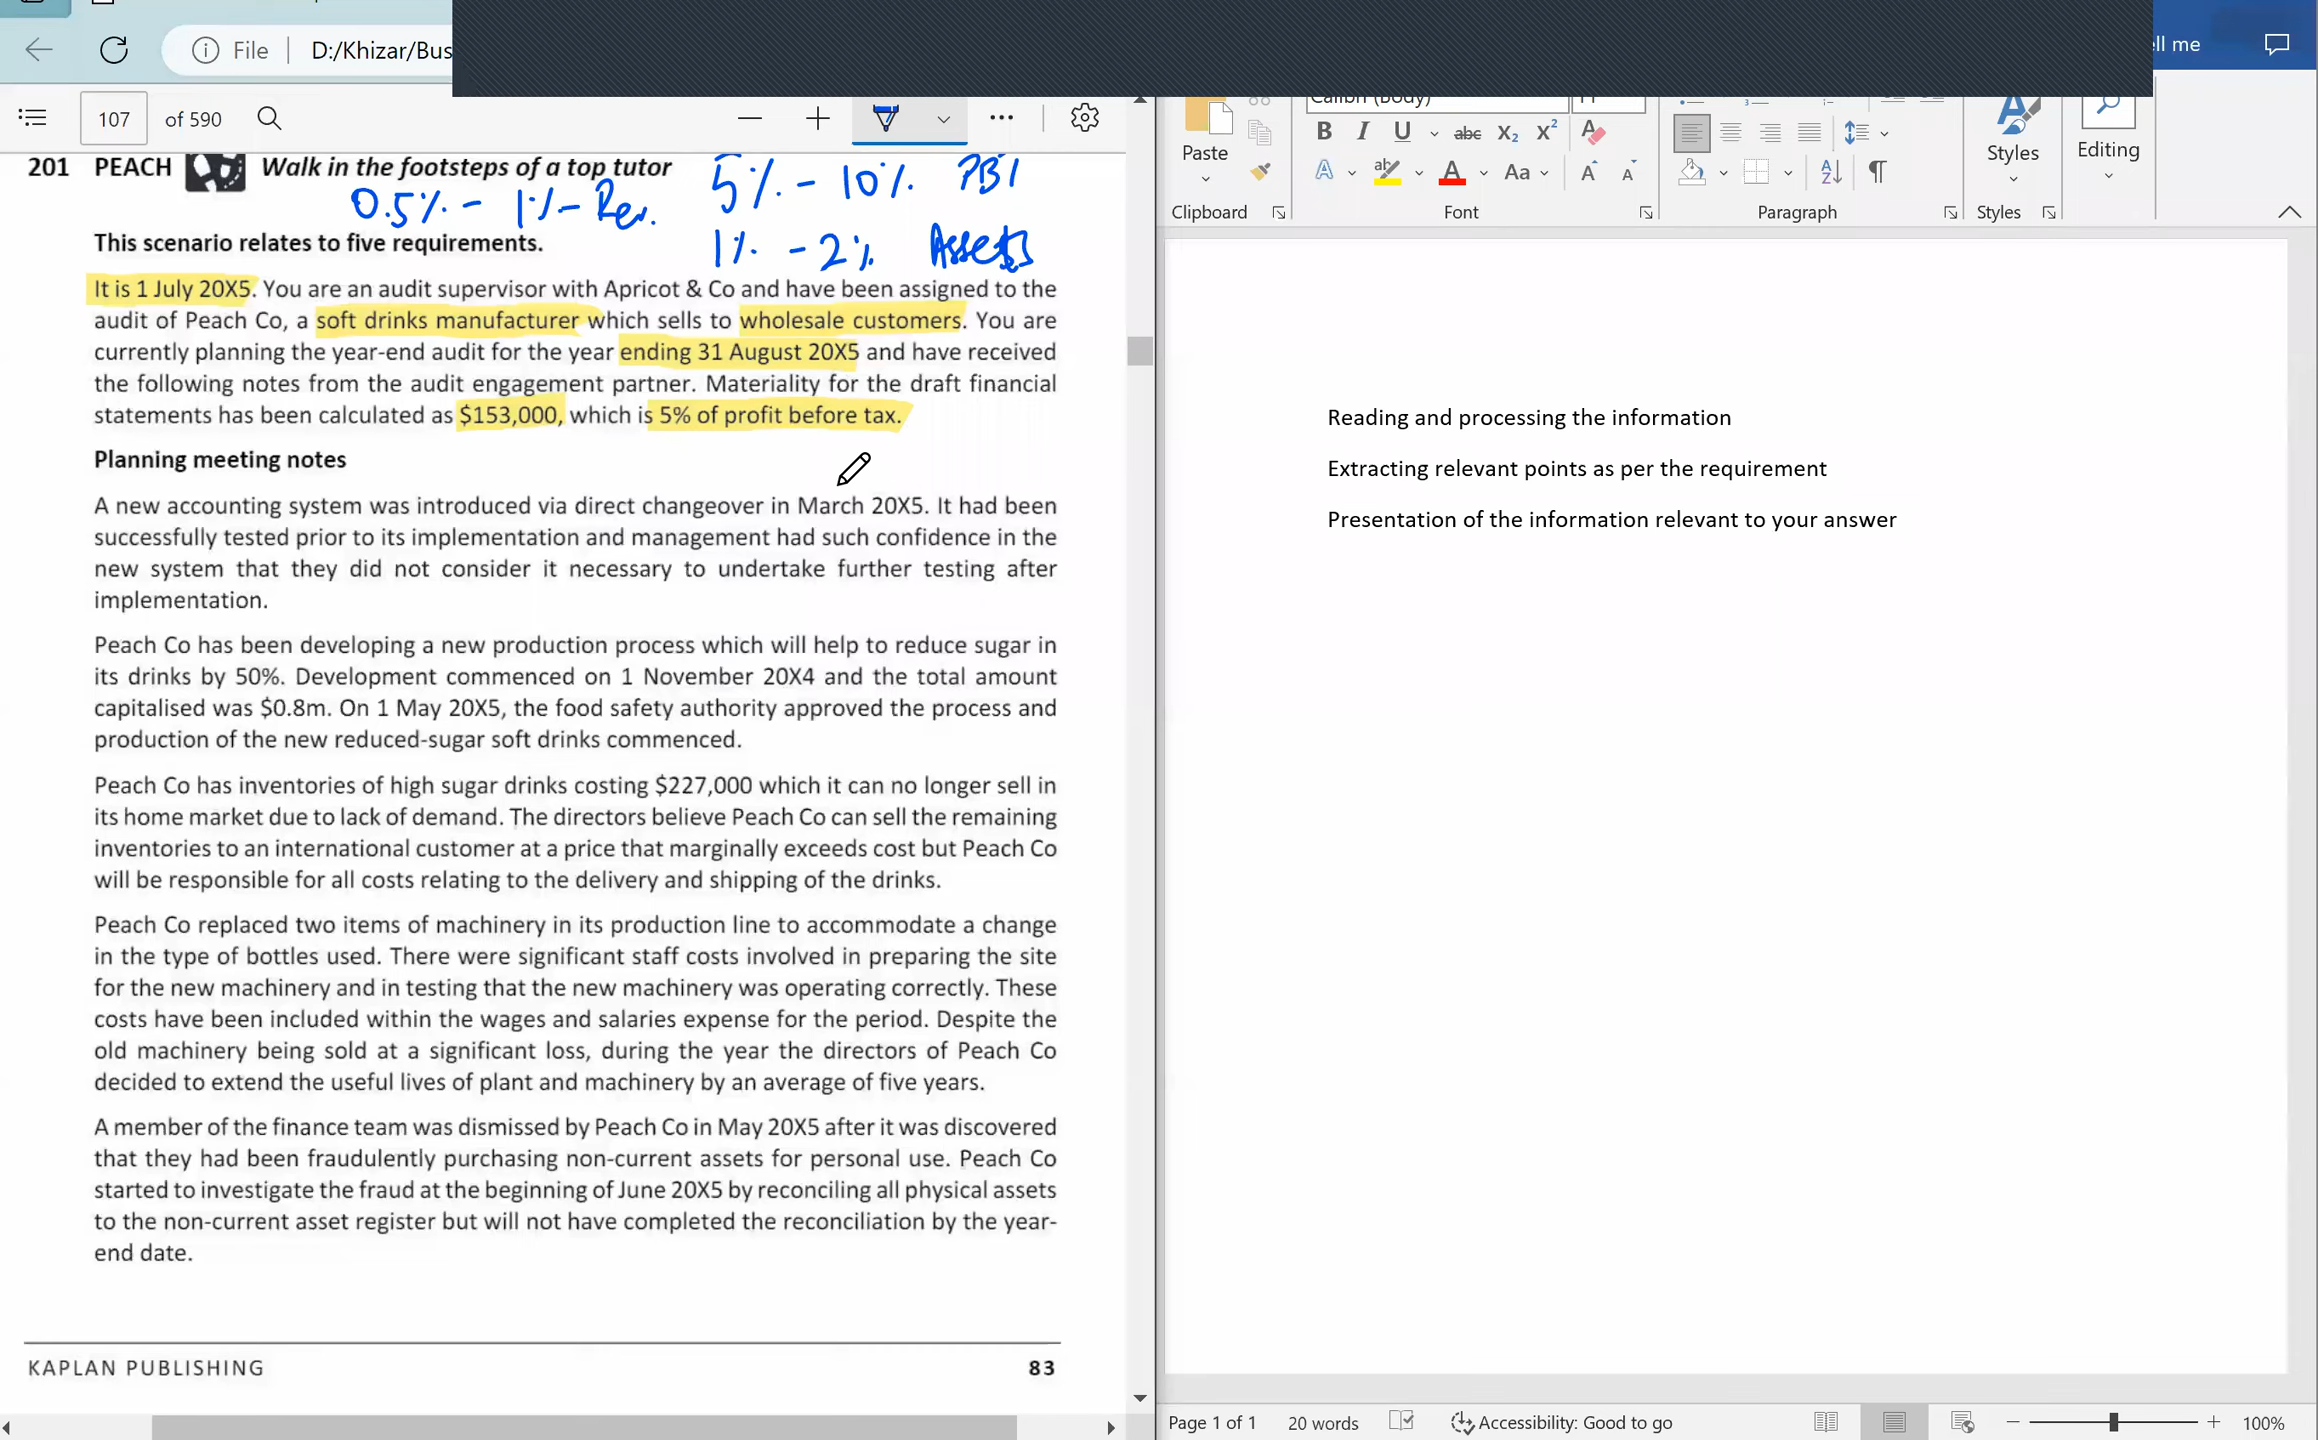 File
D:/Khizar/Bus
ll me
107 of 590
Calibri (Body)
11
B I U abc X₂ X²
Paste
Aa
Styles
Editing
Clipboard
Font
Paragraph
Styles
201 PEACH Walk in the footsteps of a top tutor
5% - 10% PBT
0.5% - 1% - Rev.
1% - 2% Assets
This scenario relates to five requirements.
It is 1 July 20X5. You are an audit supervisor with Apricot & Co and have been assigned to the
audit of Peach Co, a soft drinks manufacturer which sells to wholesale customers. You are
currently planning the year-end audit for the year ending 31 August 20X5 and have received
the following notes from the audit engagement partner. Materiality for the draft financial
statements has been calculated as $153,000, which is 5% of profit before tax.
Planning meeting notes
A new accounting system was introduced via direct changeover in March 20X5. It had been
successfully tested prior to its implementation and management had such confidence in the
new system that they did not consider it necessary to undertake further testing after
implementation.
Peach Co has been developing a new production process which will help to reduce sugar in
its drinks by 50%. Development commenced on 1 November 20X4 and the total amount
capitalised was $0.8m. On 1 May 20X5, the food safety authority approved the process and
production of the new reduced-sugar soft drinks commenced.
Peach Co has inventories of high sugar drinks costing $227,000 which it can no longer sell in
its home market due to lack of demand. The directors believe Peach Co can sell the remaining
inventories to an international customer at a price that marginally exceeds cost but Peach Co
will be responsible for all costs relating to the delivery and shipping of the drinks.
Peach Co replaced two items of machinery in its production line to accommodate a change
in the type of bottles used. There were significant staff costs involved in preparing the site
for the new machinery and in testing that the new machinery was operating correctly. These
costs have been included within the wages and salaries expense for the period. Despite the
old machinery being sold at a significant loss, during the year the directors of Peach Co
decided to extend the useful lives of plant and machinery by an average of five years.
A member of the finance team was dismissed by Peach Co in May 20X5 after it was discovered
that they had been fraudulently purchasing non-current assets for personal use. Peach Co
started to investigate the fraud at the beginning of June 20X5 by reconciling all physical assets
to the non-current asset register but will not have completed the reconciliation by the year-
end date.
KAPLAN PUBLISHING 83
Reading and processing the information
Extracting relevant points as per the requirement
Presentation of the information relevant to your answer
Page 1 of 1 20 words Accessibility: Good to go 100%